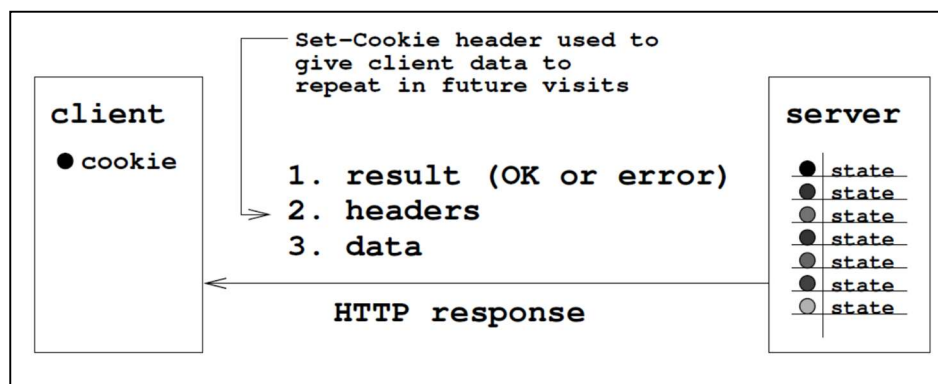 Set-Cookie header used to
give client data to
repeat in future visits
client
cookie
server
1. result (OK or error)
2. headers
3. data
state
state
state
state
state
state
state
HTTP response